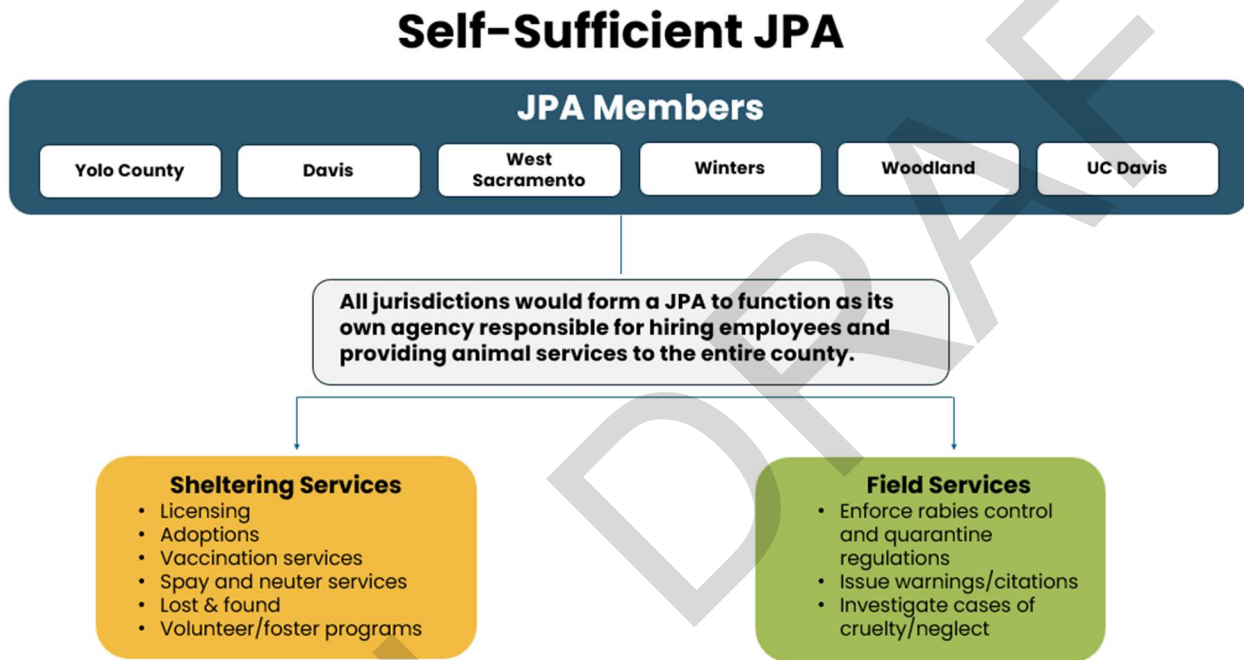 Self-Sufficient JPA
JPA Members
Yolo County
Davis
West
Sacramento
Winters
Woodland
UC Davis
All jurisdictions would form a JPA to function as its
own agency responsible for hiring employees and
providing animal services to the entire county.
Sheltering Services
• Licensing
• Adoptions
• Vaccination services
• Spay and neuter services
• Lost & found
• Volunteer/foster programs
Field Services
• Enforce rabies control
and quarantine
regulations
• Issue warnings/citations
• Investigate cases of
cruelty/neglect
DRAF